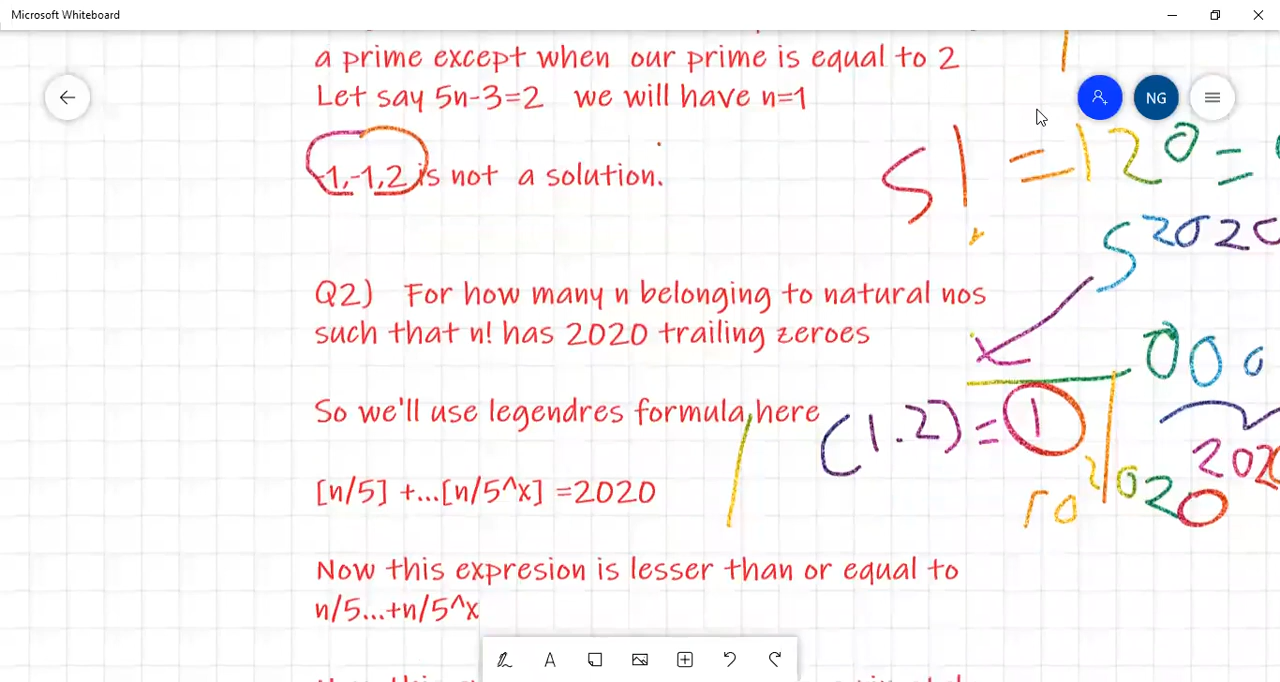 Microsoft Whiteboard
a prime except when our prime is equal to 2
Let say 5n-3=2 we will have n=1
NG
-1,-1,2 is not a solution.
5! =120=
5 2020
Q2) For how many n belonging to natural nos
such that n! has 2020 trailing zeroes
000
So we'll use legendres formula here
(1.2) = 1
2020
10 2020
[n/5] +...[n/5^x] =2020
Now this expresion is lesser than or equal to
n/5...+n/5^x